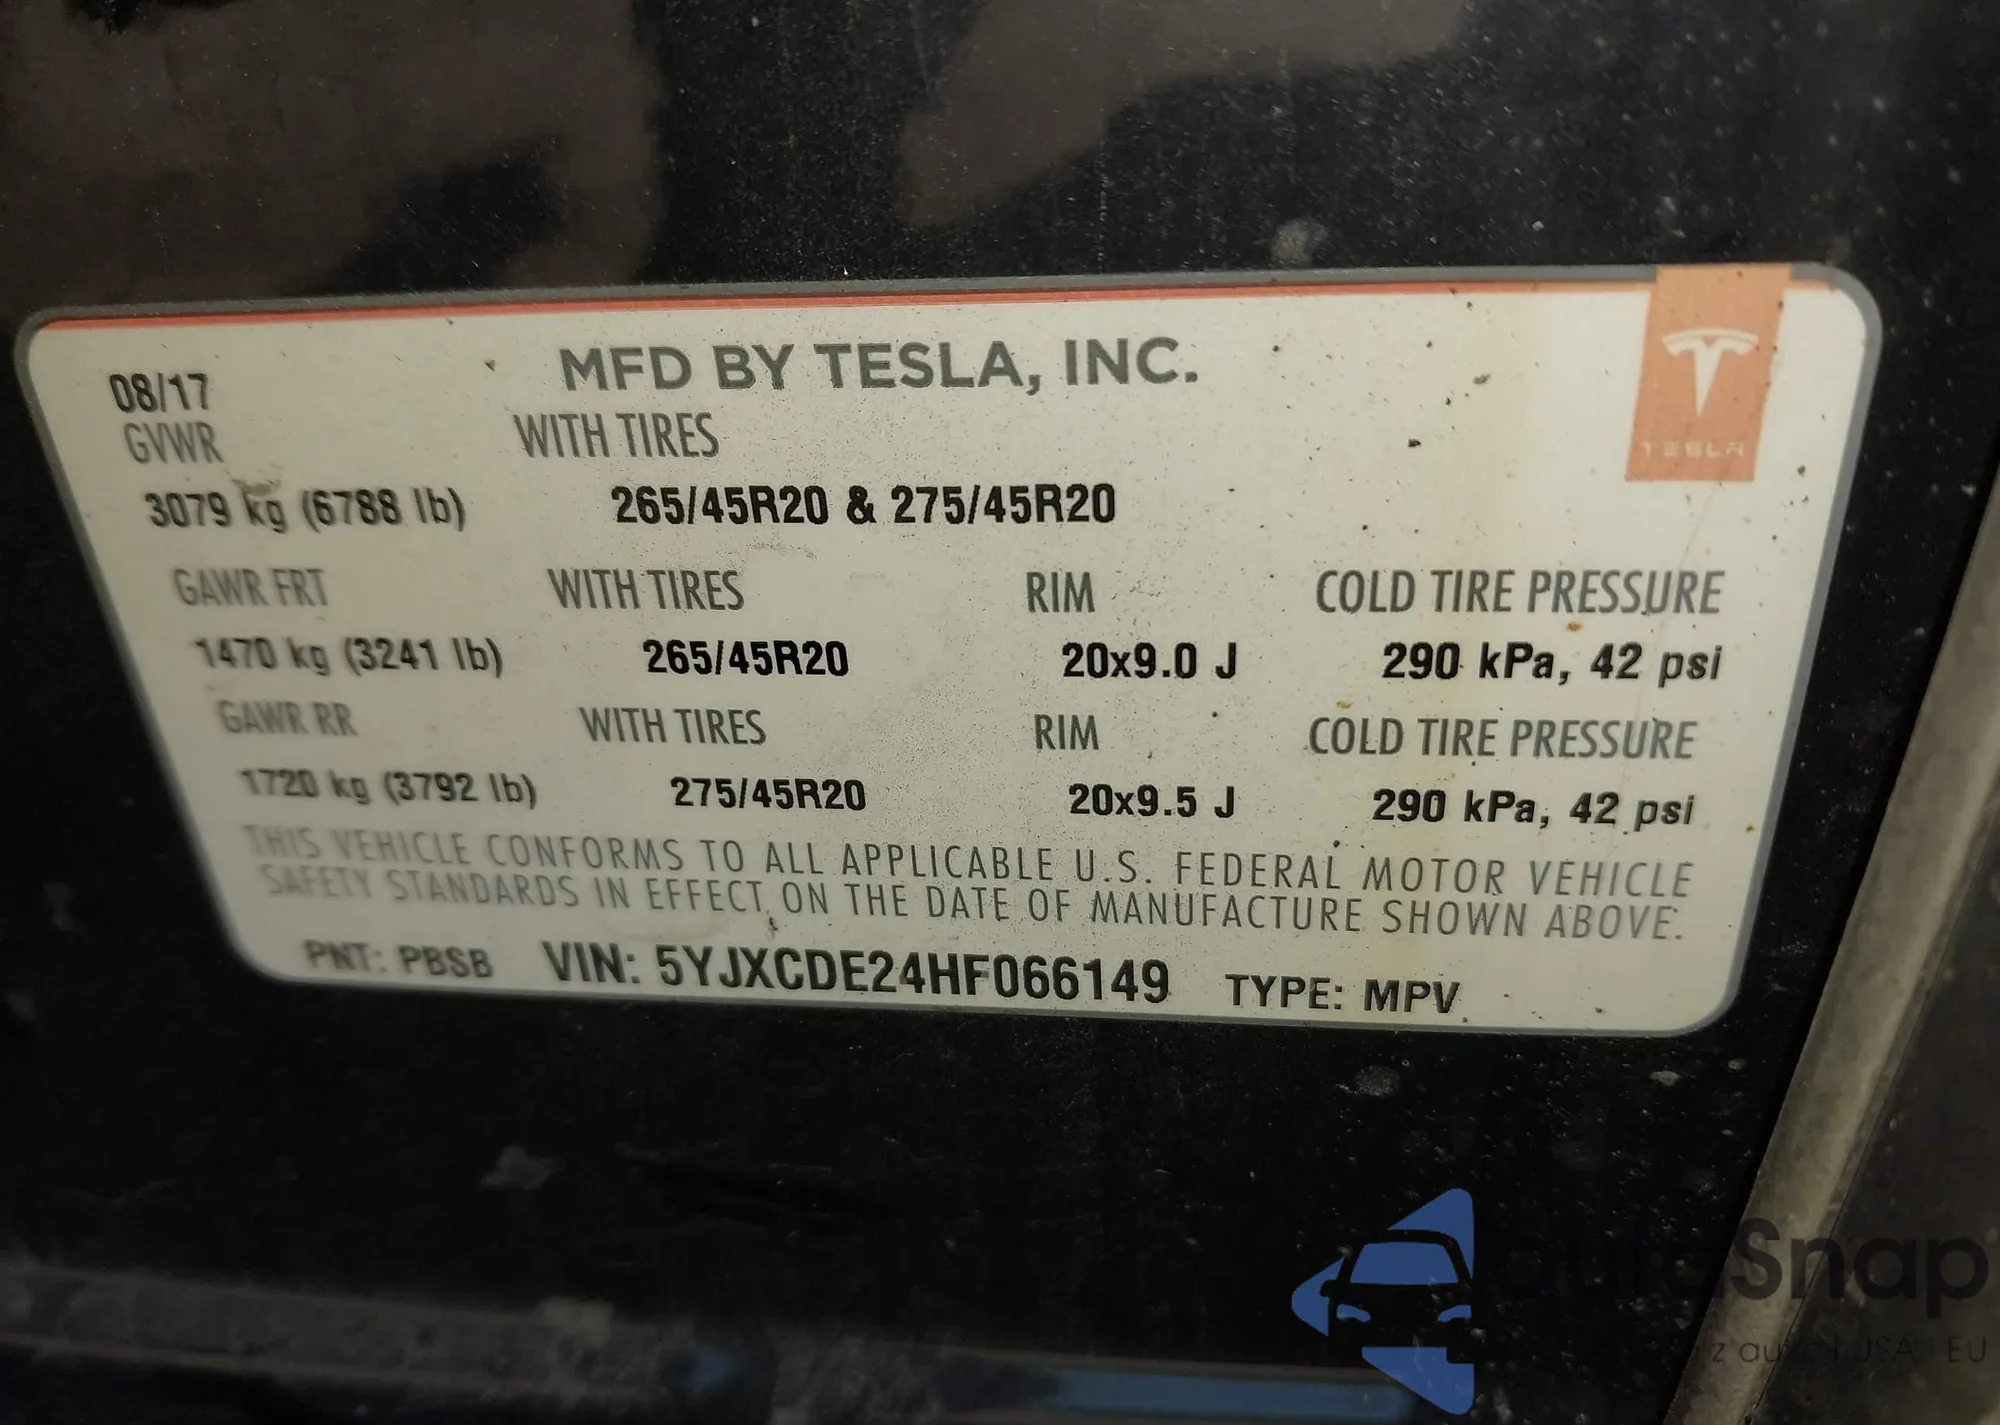 MFD BY TESLA, INC.
TESLA
08/17
GVWR WITH TIRES
3079 kg (6788 lb) 265/45R20 & 275/45R20
GAWR FRT WITH TIRES RIM COLD TIRE PRESSURE
1470 kg (3241 lb) 265/45R20 20x9.0 J 290 kPa, 42 psi
GAWR RR WITH TIRES RIM COLD TIRE PRESSURE
1720 kg (3792 lb) 275/45R20 20x9.5 J 290 kPa, 42 psi
THIS VEHICLE CONFORMS TO ALL APPLICABLE U.S. FEDERAL MOTOR VEHICLE
SAFETY STANDARDS IN EFFECT ON THE DATE OF MANUFACTURE SHOWN ABOVE.
PNT: PBSB VIN: 5YJXCDE24HF066149 TYPE: MPV
autoSnap
z USA EU